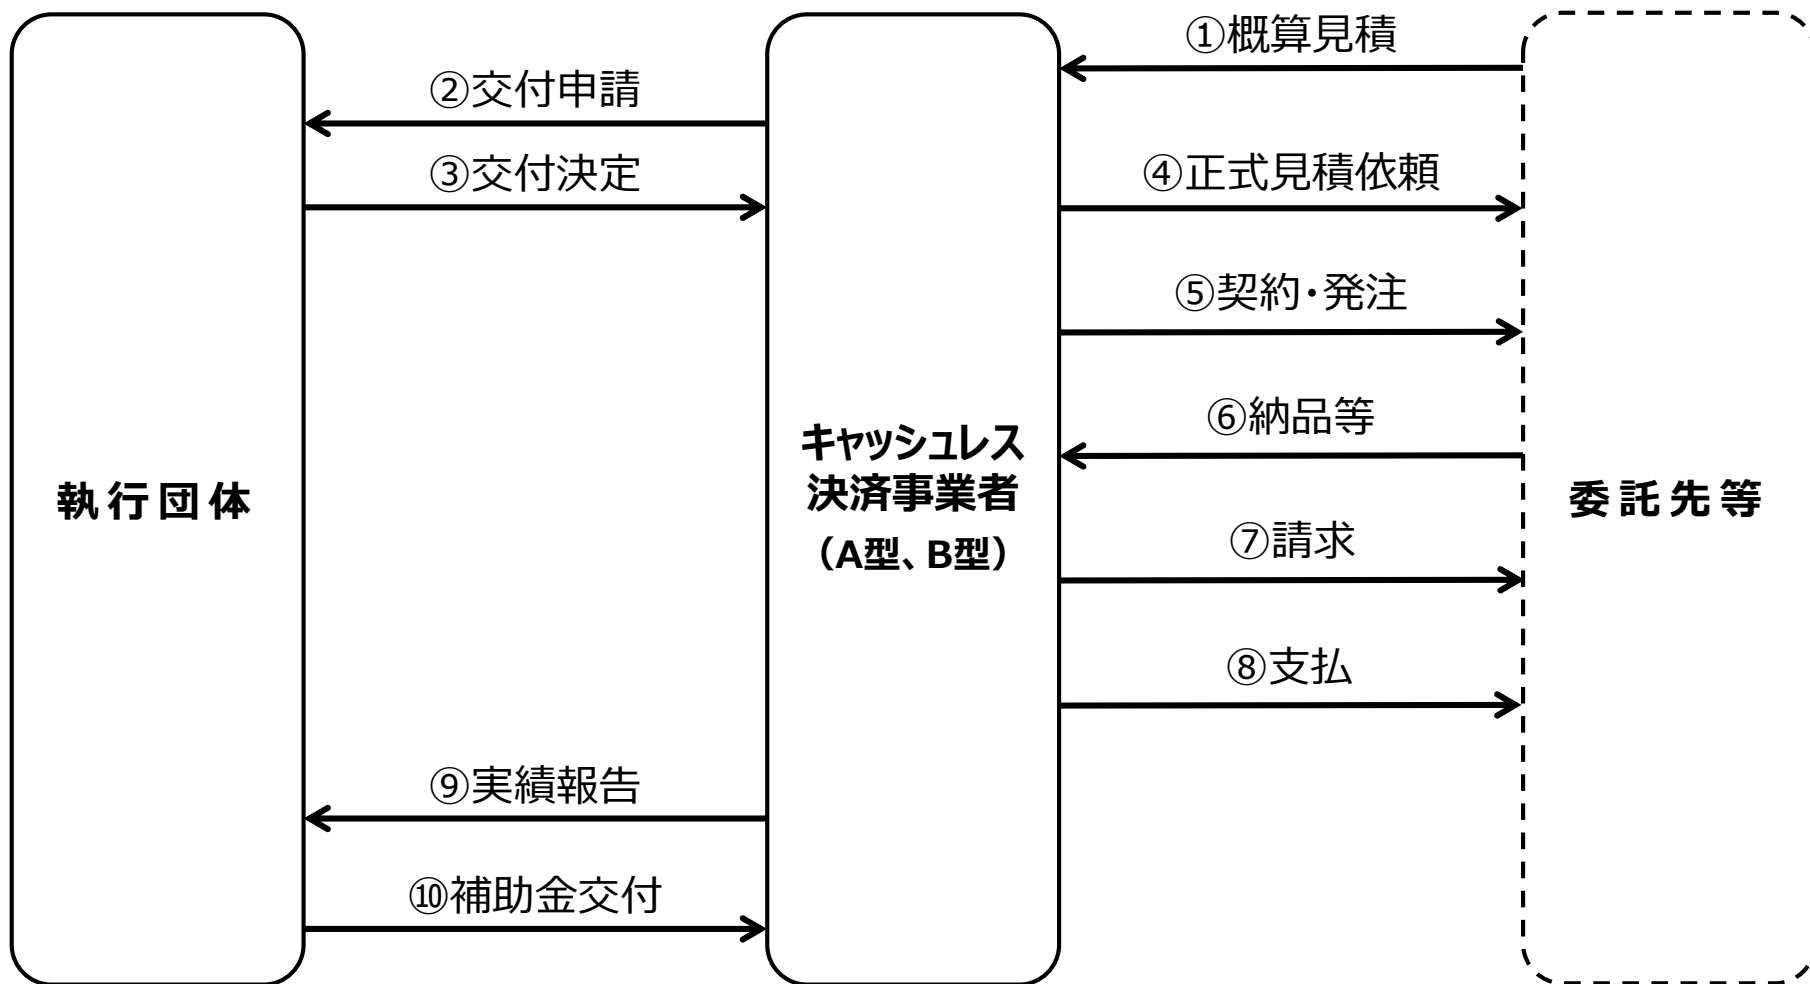 ①概算見積
②交付申請
③交付決定
④正式見積依頼
⑤契約・発注
⑥納品等
⑦請求
⑧支払
⑨実績報告
⑩補助金交付
執行団体
キャッシュレス
決済事業者
（A型、B型）
委託先等